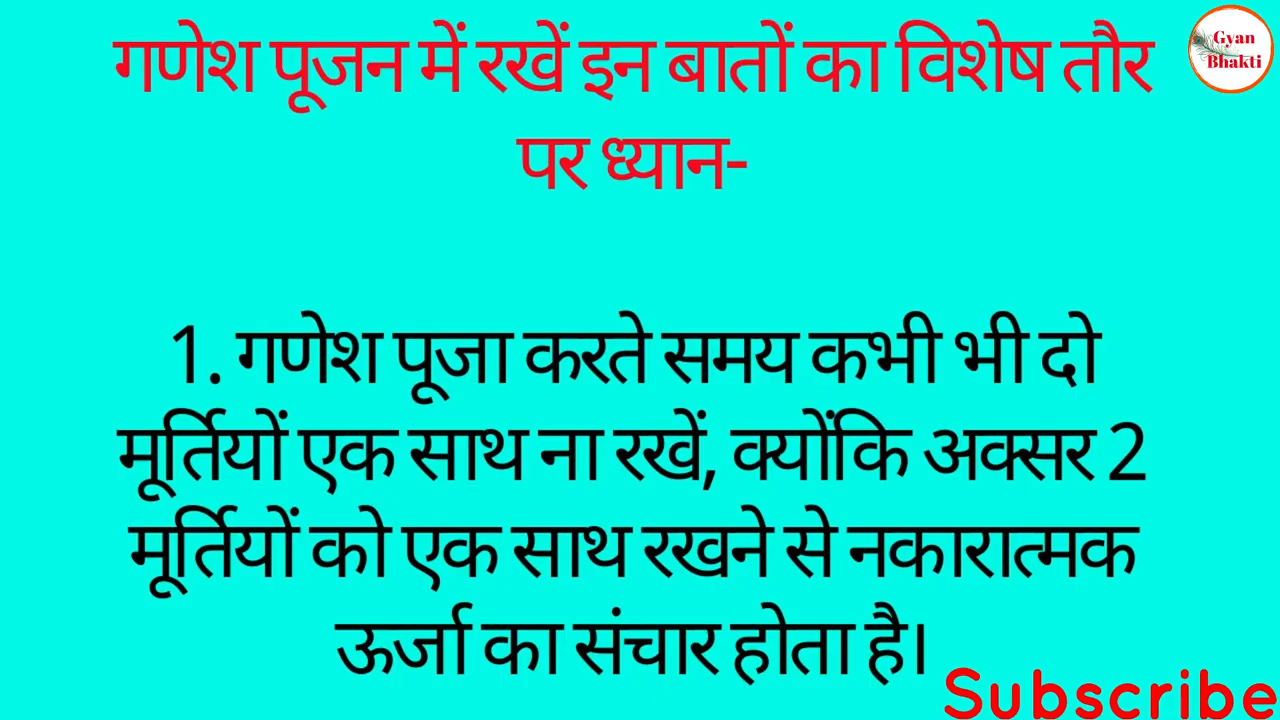 गणेश पूजन में रखें इन बातों का विशेष तौर
पर ध्यान-
Gyan
Bhakti
1. गणेश पूजा करते समय कभी भी दो
मूर्तियों एक साथ ना रखें, क्योंकि अक्सर 2
मूर्तियों को एक साथ रखने से नकारात्मक
ऊर्जा का संचार होता है।
Subscribe